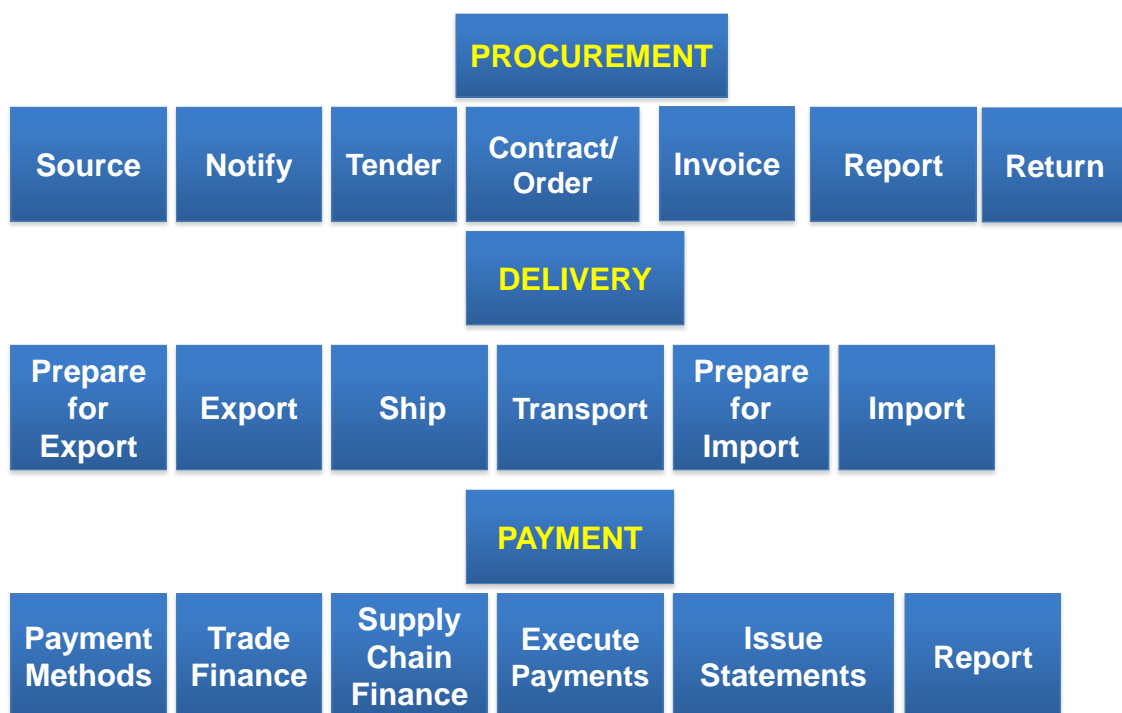 PROCUREMENT
Source
Notify
Tender
Contract/
Order
Invoice
Report
Return
DELIVERY
Prepare
for
Export
Export
Ship
Transport
Prepare
for
Import
Import
PAYMENT
Payment
Methods
Trade
Finance
Supply
Chain
Finance
Execute
Payments
Issue
Statements
Report